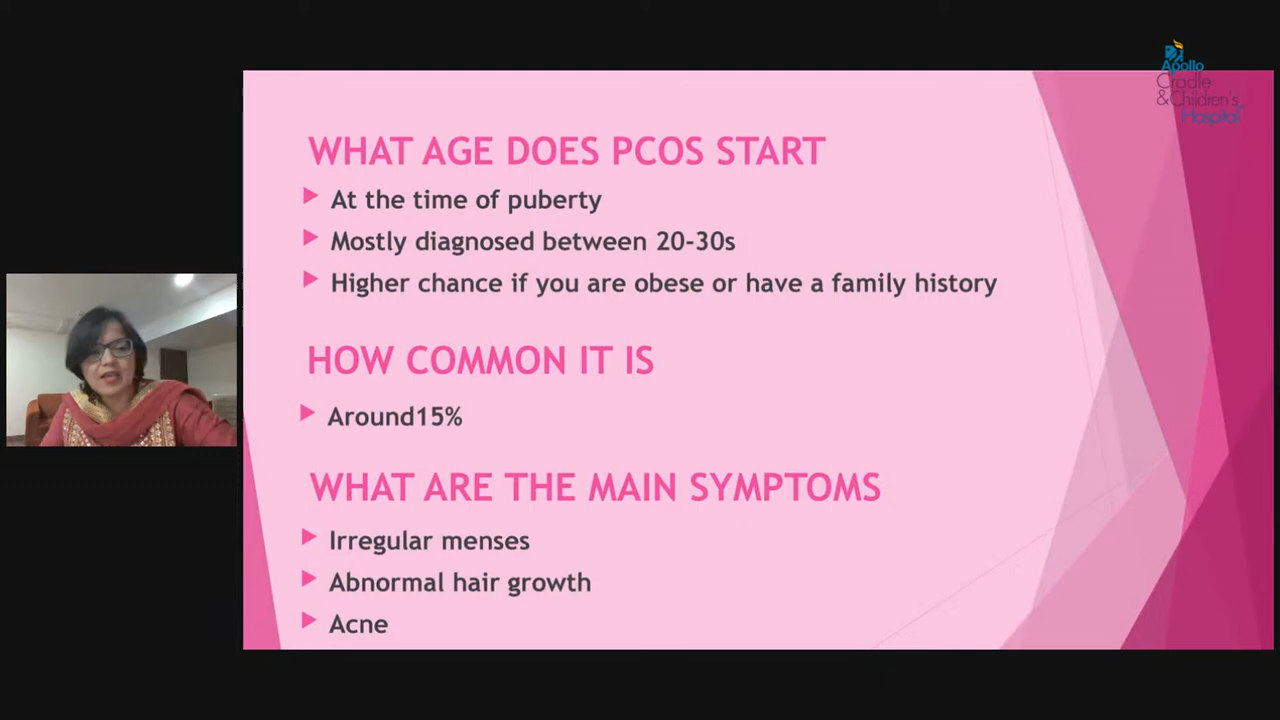 Apollo
Cradle
&Children's
Hospital
WHAT AGE DOES PCOS START
At the time of puberty
Mostly diagnosed between 20-30s
Higher chance if you are obese or have a family history
HOW COMMON IT IS
Around15%
WHAT ARE THE MAIN SYMPTOMS
Irregular menses
Abnormal hair growth
Acne